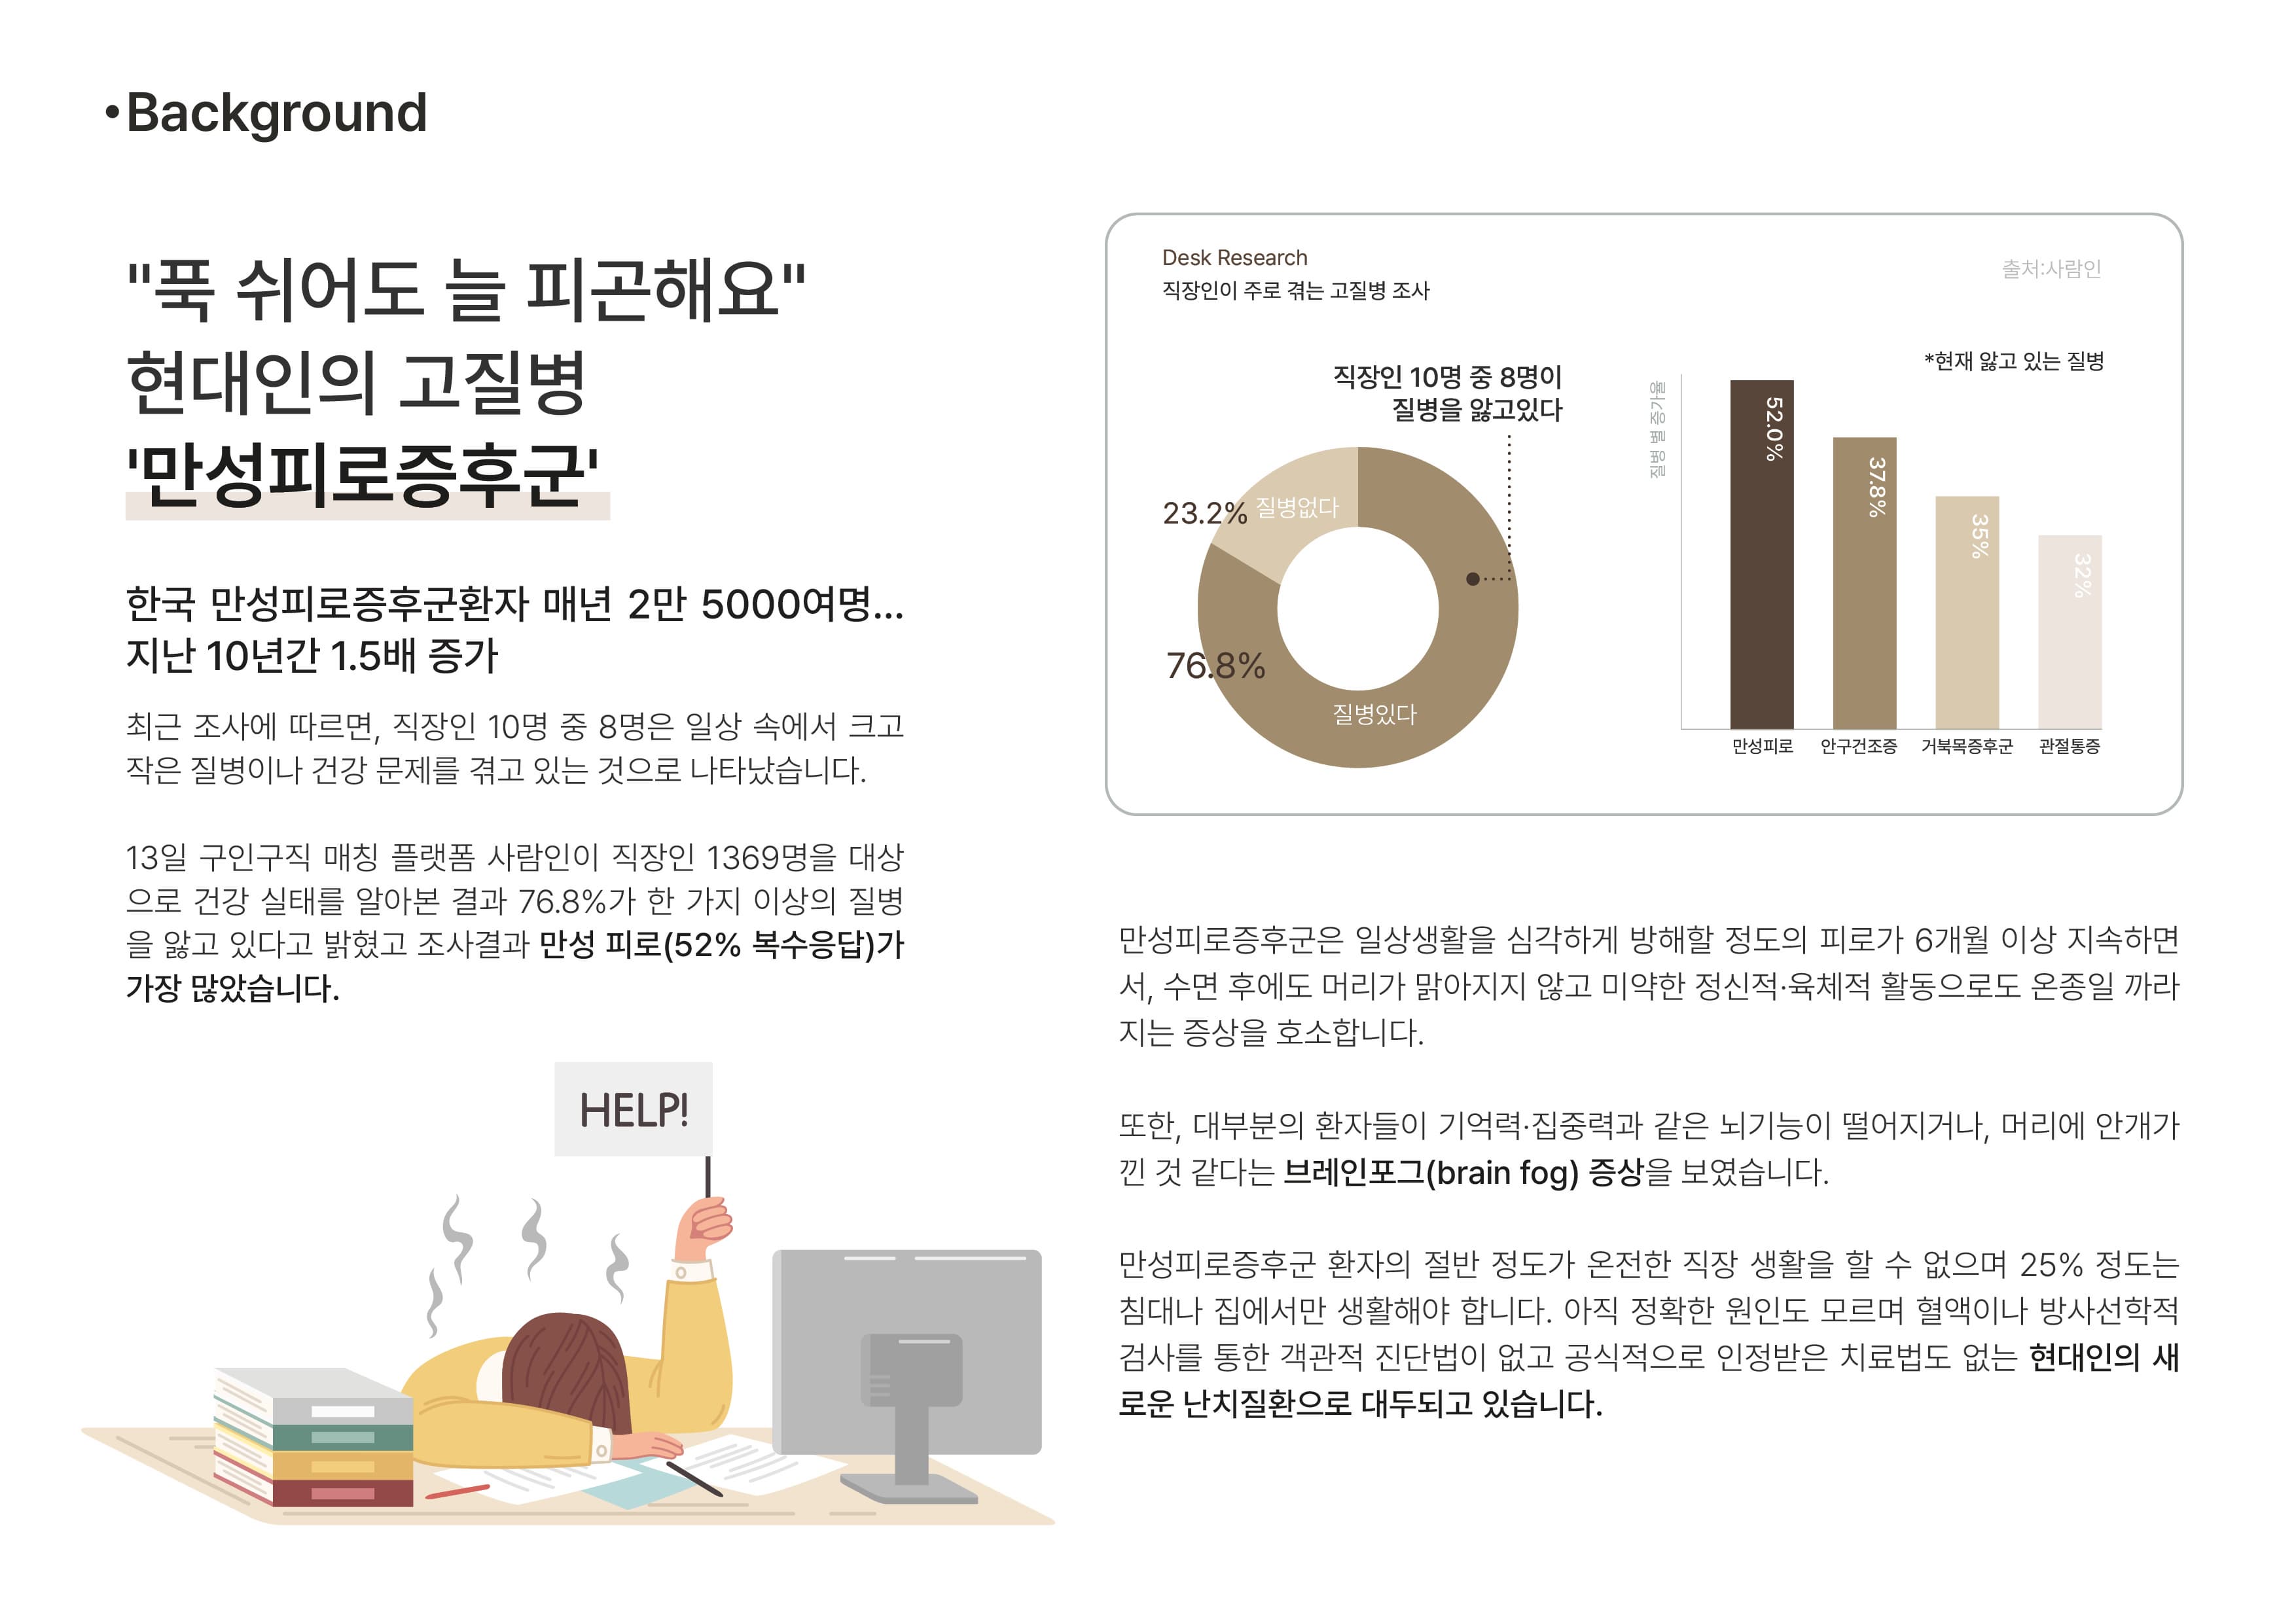 •Background
"푹 쉬어도 늘 피곤해요"
현대인의 고질병
'만성피로증후군'
한국 만성피로증후군환자 매년 2만 5000여명...
지난 10년간 1.5배 증가
최근 조사에 따르면, 직장인 10명 중 8명은 일상 속에서 크고
작은 질병이나 건강 문제를 겪고 있는 것으로 나타났습니다.
13일 구인구직 매칭 플랫폼 사람인이 직장인 1369명을 대상
으로 건강 실태를 알아본 결과 76.8%가 한 가지 이상의 질병
을 앓고 있다고 밝혔고 조사결과 만성 피로(52% 복수응답)가
가장 많았습니다.
HELP!
Desk Research
직장인이 주로 겪는 고질병 조사
출처:사람인
직장인 10명 중 8명이
질병을 앓고있다
23.2%
질병없다
76.8%
질병있다
*현재 앓고 있는 질병
질병 별 증가율
52.0%
37.8%
35%
32%
만성피로
안구건조증
거북목증후군
관절통증
만성피로증후군은 일상생활을 심각하게 방해할 정도의 피로가 6개월 이상 지속하면
서, 수면 후에도 머리가 맑아지지 않고 미약한 정신적·육체적 활동으로도 온종일 까라
지는 증상을 호소합니다.
또한, 대부분의 환자들이 기억력·집중력과 같은 뇌기능이 떨어지거나, 머리에 안개가
낀 것 같다는 브레인포그(brain fog) 증상을 보였습니다.
만성피로증후군 환자의 절반 정도가 온전한 직장 생활을 할 수 없으며 25% 정도는
침대나 집에서만 생활해야 합니다. 아직 정확한 원인도 모르며 혈액이나 방사선학적
검사를 통한 객관적 진단법이 없고 공식적으로 인정받은 치료법도 없는 현대인의 새
로운 난치질환으로 대두되고 있습니다.